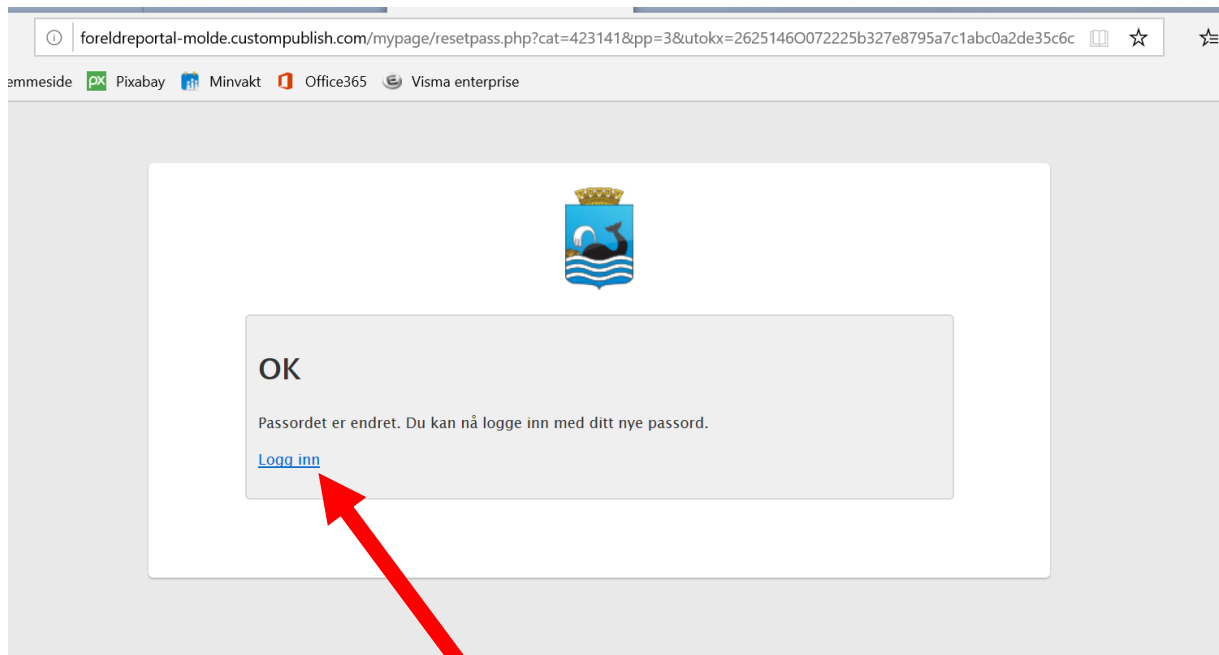 foreldreportal-molde.custompublish.com/mypage/resetpass.php?cat=423141&pp=3&utokx=2625146O072225b327e8795a7c1abc0a2de35c6c
emmeside Pixabay Minvakt Office365 Visma enterprise
OK
Passordet er endret. Du kan nå logge inn med ditt nye passord.
Logg inn